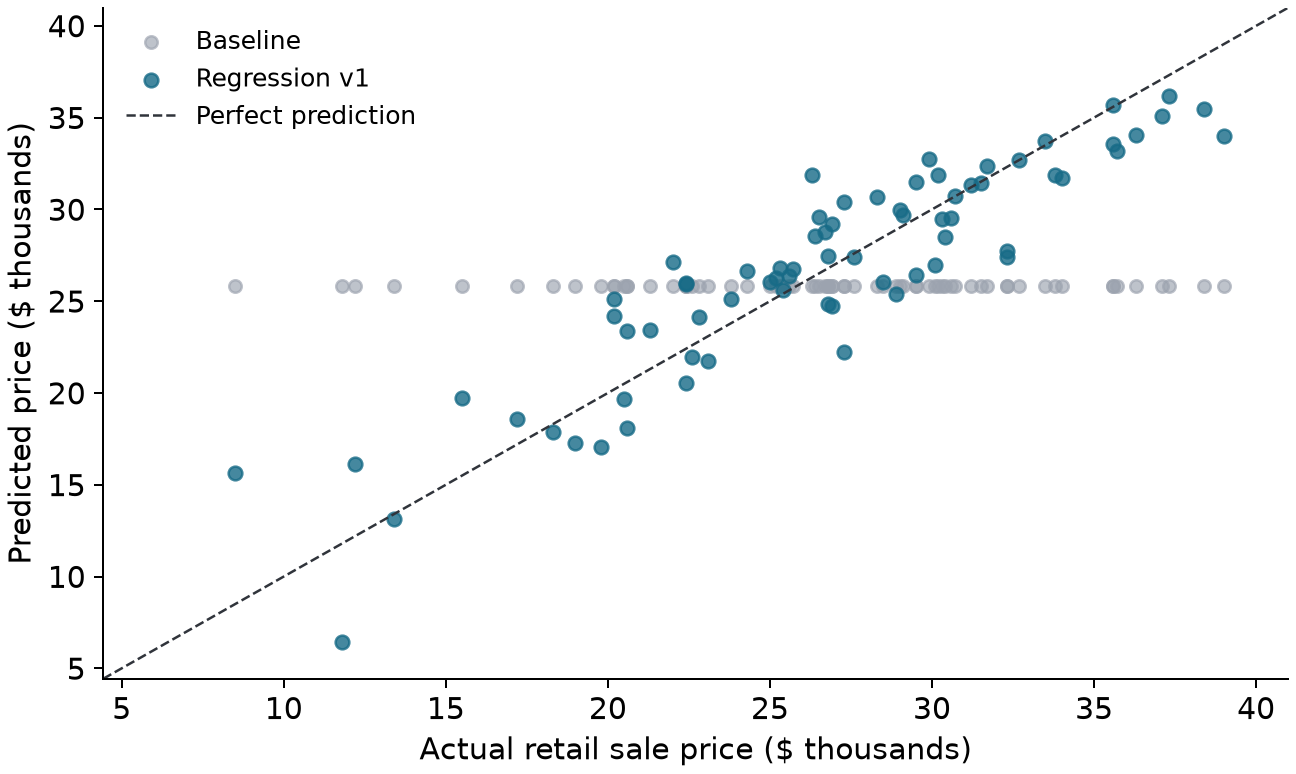 Baseline
Regression v1
Perfect prediction
40
35
30
25
20
15
10
5
Predicted price ($ thousands)
5 10 15 20 25 30 35 40
Actual retail sale price ($ thousands)